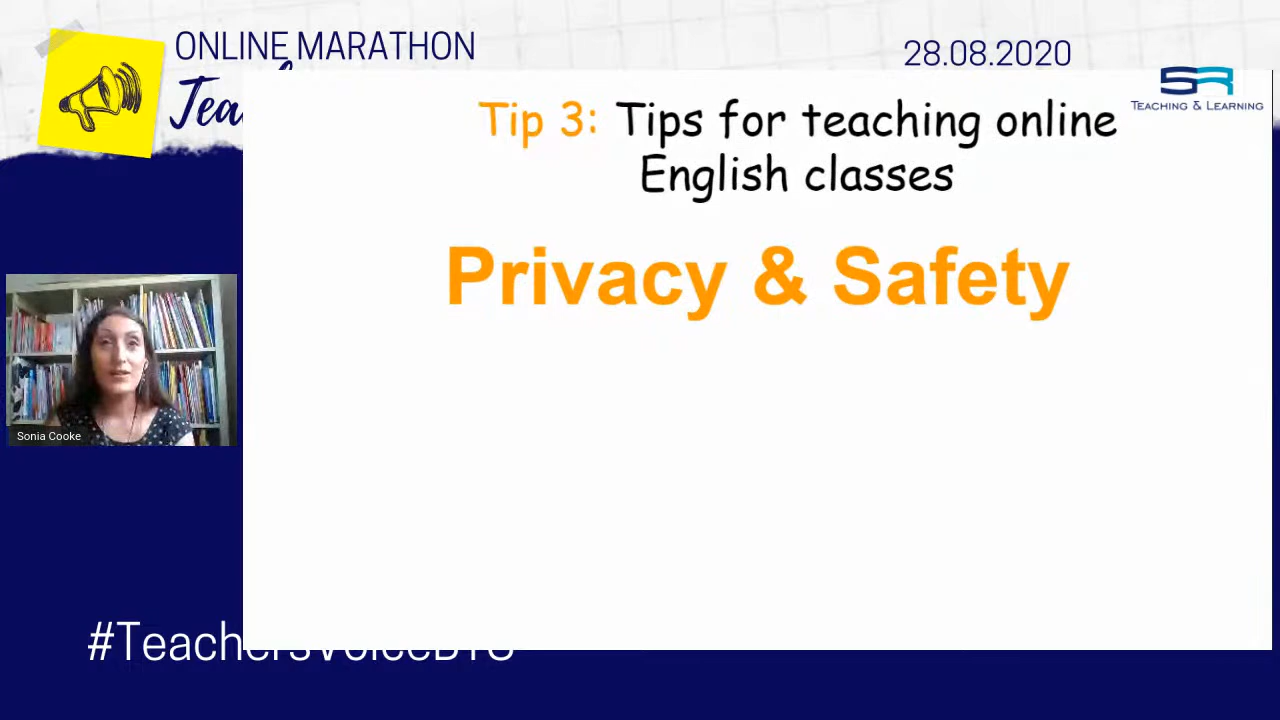 ONLINE MARATHON
28.08.2020
TEACHING & LEARNING
Tip 3: Tips for teaching online
English classes
Privacy & Safety
Sonia Cooke